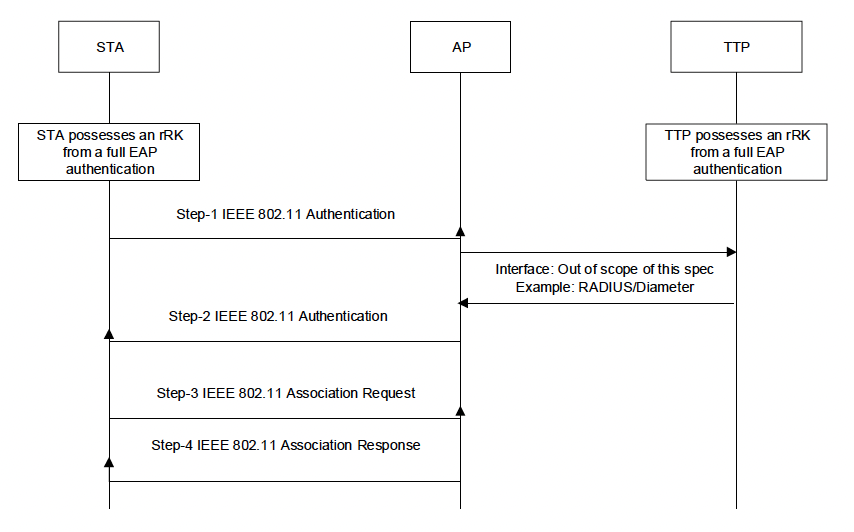 STA
AP
TTP
STA possesses an rRK
from a full EAP
authentication
TTP possesses an rRK
from a full EAP
authentication
Step-1 IEEE 802.11 Authentication
Interface: Out of scope of this spec
Example: RADIUS/Diameter
Step-2 IEEE 802.11 Authentication
Step-3 IEEE 802.11 Association Request
Step-4 IEEE 802.11 Association Response